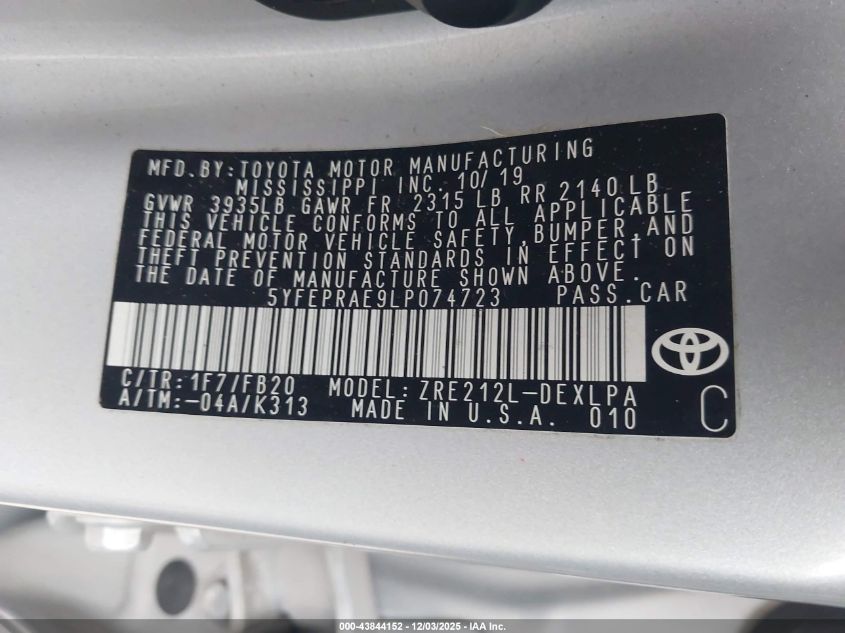 MFD.BY:TOYOTA MOTOR MANUFACTURING
MISSISSIPPI INC. 10/19
GVWR 3935LB GAWR FR 2315 LB RR 2140 LB
THIS VEHICLE CONFORMS TO ALL APPLICABLE
FEDERAL MOTOR VEHICLE SAFETY,BUMPER,AND
THEFT PREVENTION STANDARDS IN EFFECT ON
THE DATE OF MANUFACTURE SHOWN ABOVE.
5YFEPRAE9LP074723 PASS.CAR
C/TR:1F7/FB20 MODEL:ZRE212L-DEXLPA
A/TM:-04A/K313 MADE IN U.S.A. 010 C
000-43844152 - 12/03/2025 - IAA Inc.